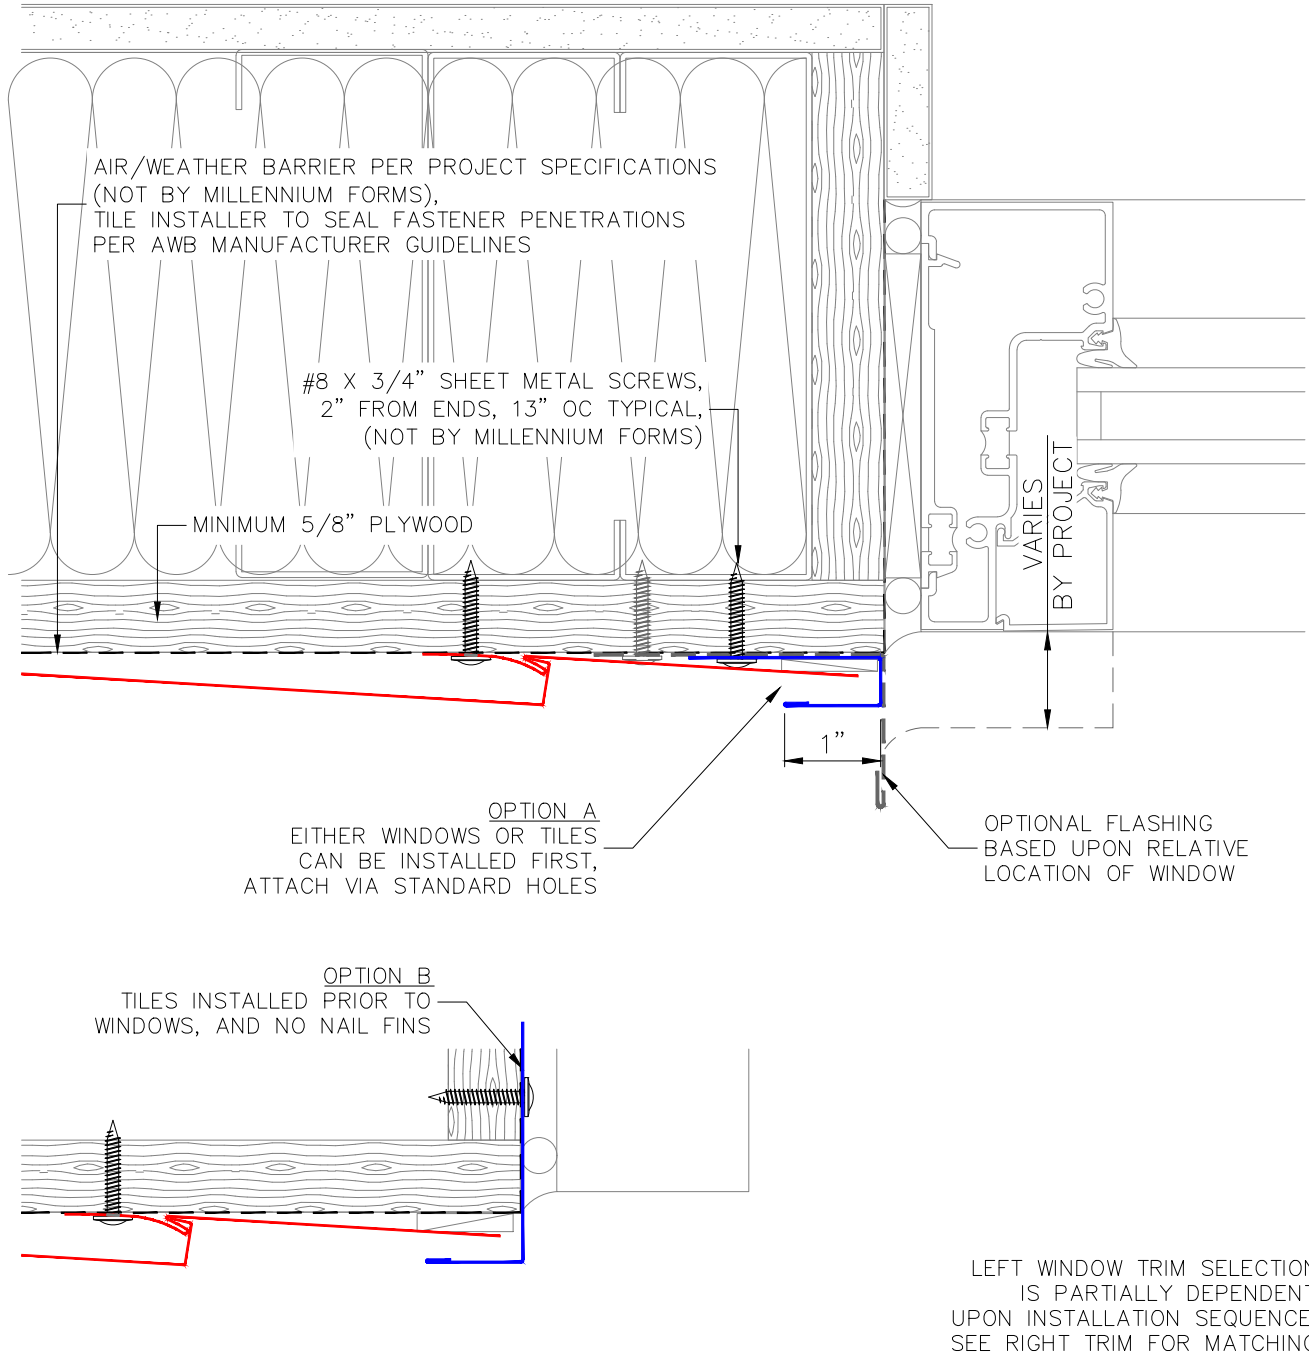 AIR/WEATHER BARRIER PER PROJECT SPECIFICATIONS
(NOT BY MILLENNIUM FORMS),
TILE INSTALLER TO SEAL FASTENER PENETRATIONS
PER AWB MANUFACTURER GUIDELINES
#8 X 3/4" SHEET METAL SCREWS,
2" FROM ENDS, 13" OC TYPICAL,
(NOT BY MILLENNIUM FORMS)
MINIMUM 5/8" PLYWOOD
VARIES
BY PROJECT
1"
OPTION A
EITHER WINDOWS OR TILES
CAN BE INSTALLED FIRST,
ATTACH VIA STANDARD HOLES
OPTIONAL FLASHING
BASED UPON RELATIVE
LOCATION OF WINDOW
OPTION B
TILES INSTALLED PRIOR TO
WINDOWS, AND NO NAIL FINS
LEFT WINDOW TRIM SELECTION
IS PARTIALLY DEPENDENT
UPON INSTALLATION SEQUENCE
SEE RIGHT TRIM FOR MATCHING